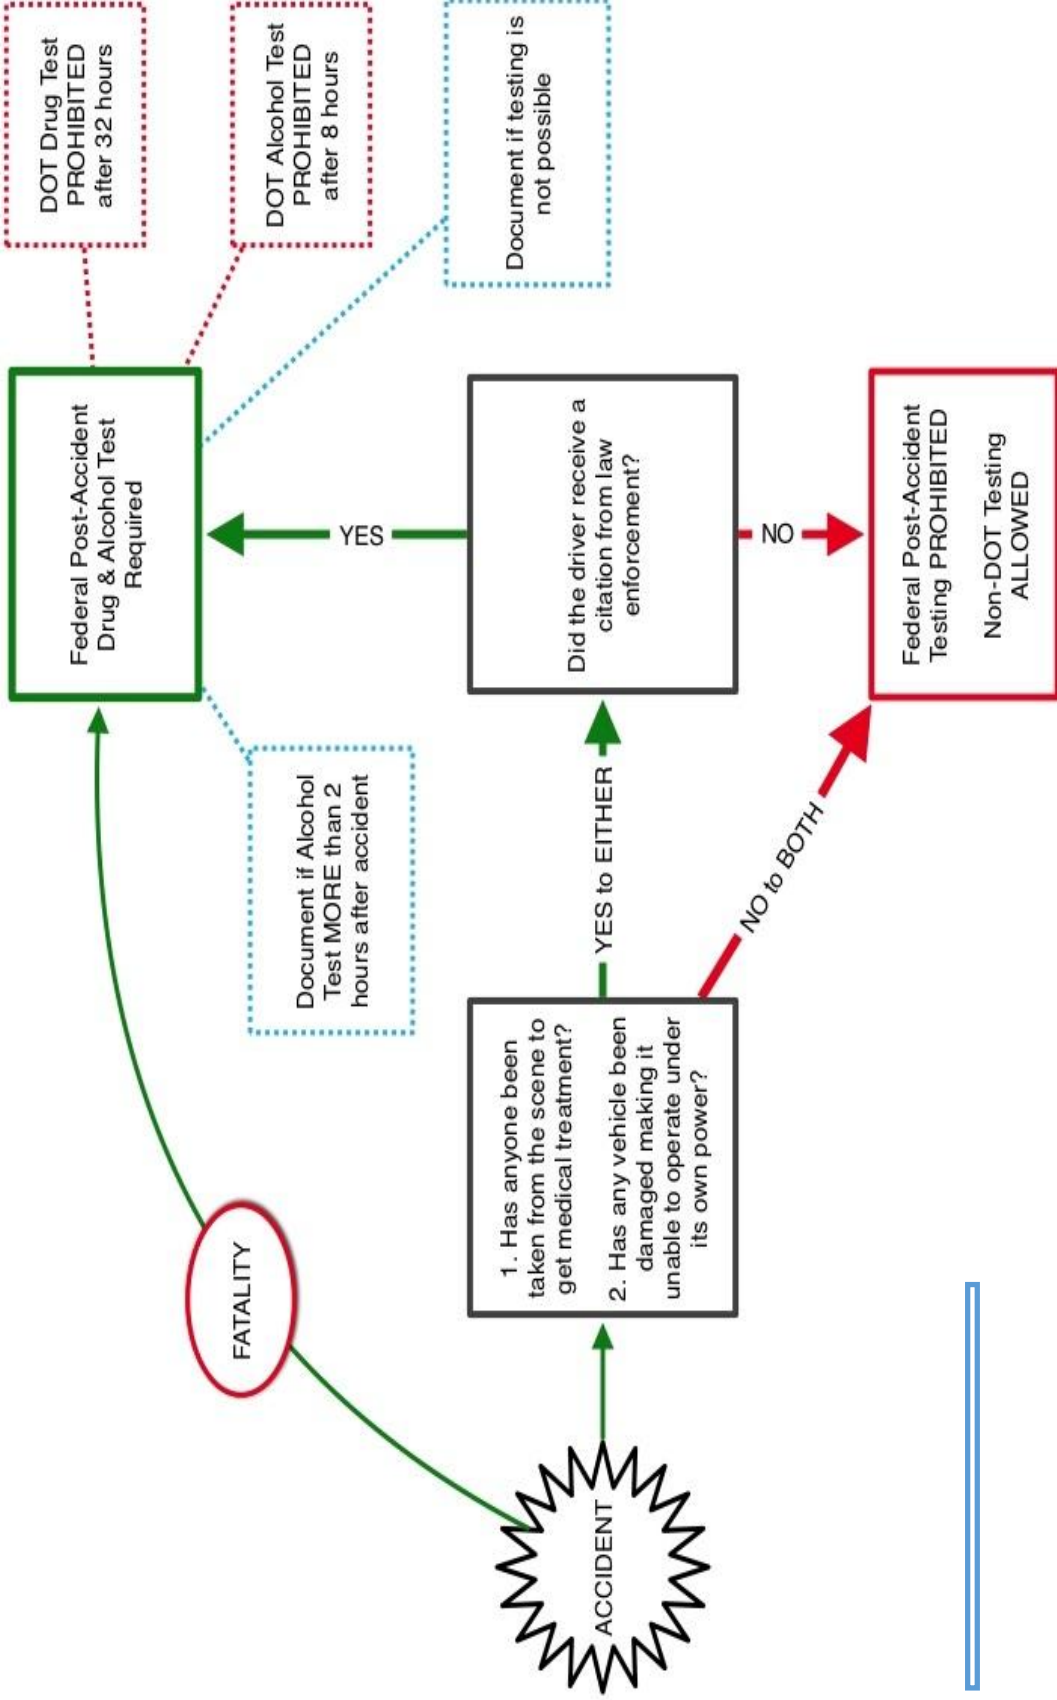 ACCIDENT
FATALITY
1. Has anyone been
taken from the scene to
get medical treatment?
2. Has any vehicle been
damaged making it
unable to operate under
its own power?
YES to EITHER
NO to BOTH
Document if Alcohol
Test MORE than 2
hours after accident
Federal Post-Accident
Drug & Alcohol Test
Required
YES
Did the driver receive a
citation from law
enforcement?
NO
Federal Post-Accident
Testing PROHIBITED
Non-DOT Testing
ALLOWED
DOT Drug Test
PROHIBITED
after 32 hours
DOT Alcohol Test
PROHIBITED
after 8 hours
Document if testing is
not possible